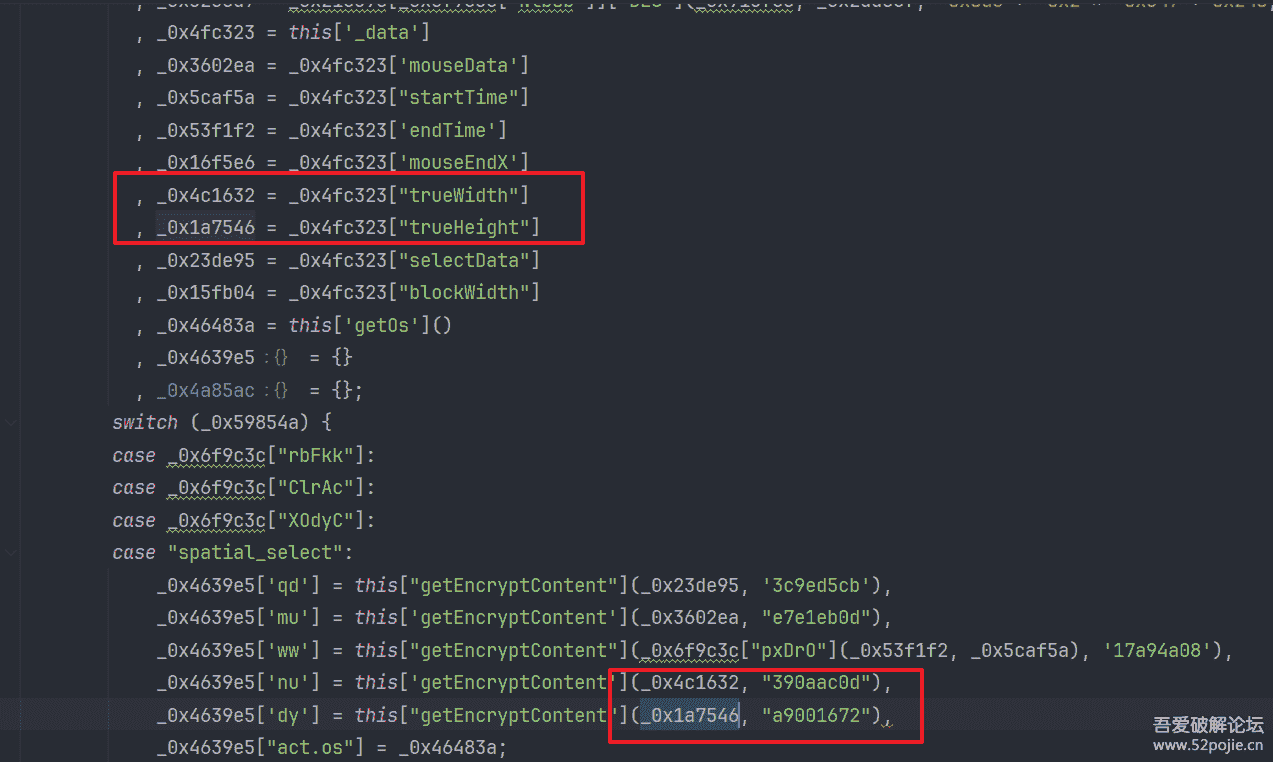 , _0x4fc323 = this['_data']
, _0x3602ea = _0x4fc323['mouseData']
, _0x5caf5a = _0x4fc323["startTime"]
, _0x53f1f2 = _0x4fc323['endTime']
, _0x16f5e6 = _0x4fc323['mouseEndX']
, _0x4c1632 = _0x4fc323["trueWidth"]
, _0x1a7546 = _0x4fc323["trueHeight"]
, _0x23de95 = _0x4fc323["selectData"]
, _0x15fb04 = _0x4fc323["blockWidth"]
, _0x46483a = this['getOs']()
, _0x4639e5 :{} = {}
, _0x4a85ac :{} = {};
switch (_0x59854a) {
case _0x6f9c3c["rbFkk"]:
case _0x6f9c3c["ClrAc"]:
case _0x6f9c3c["XOdyC"]:
case "spatial_select":
_0x4639e5['qd'] = this["getEncryptContent"](_0x23de95, '3c9ed5cb'),
_0x4639e5['mu'] = this['getEncryptContent'](_0x3602ea, "e7e1eb0d"),
_0x4639e5['ww'] = this["getEncryptContent"](_0x6f9c3c["pxDrO"](_0x53f1f2, _0x5caf5a), '17a94a08'),
_0x4639e5['nu'] = this['getEncryptContent'](_0x4c1632, "390aac0d"),
_0x4639e5['dy'] = this["getEncryptContent"](_0x1a7546, "a9001672"),
_0x4639e5["act.os"] = _0x46483a;
吾爱破解论坛
www.52pojie.cn